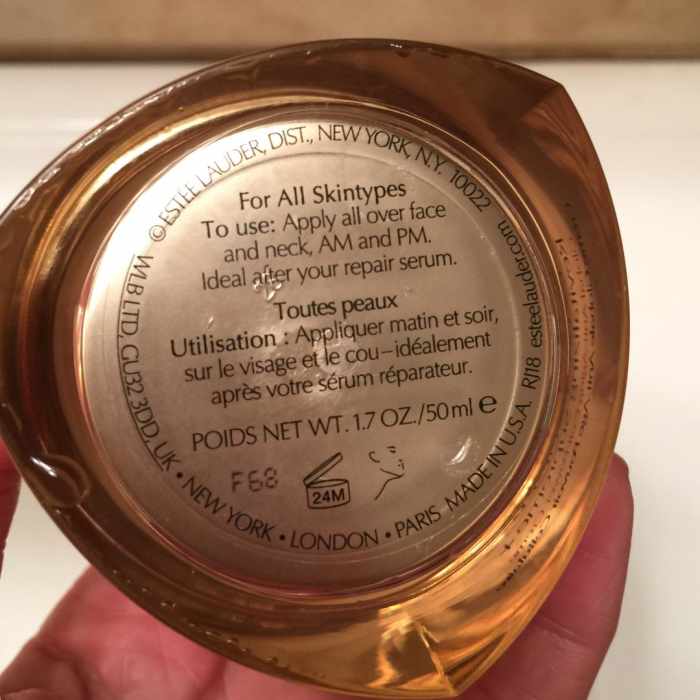 ©ESTEE LAUDER, DIST., NEW YORK, N.Y. 10022
For All Skintypes
To use: Apply all over face
and neck, AM and PM.
Ideal after your repair serum.
Toutes peaux
Utilisation : Appliquer matin et soir,
sur le visage et le cou–idéalement
après votre sérum réparateur.
POIDS NET WT. 1.7 OZ./50ml e
F68
24M
WLB LTD, GU32 3DD, UK • NEW YORK • LONDON • PARIS MADE IN U.S.A. RJ18 esteelauder.com